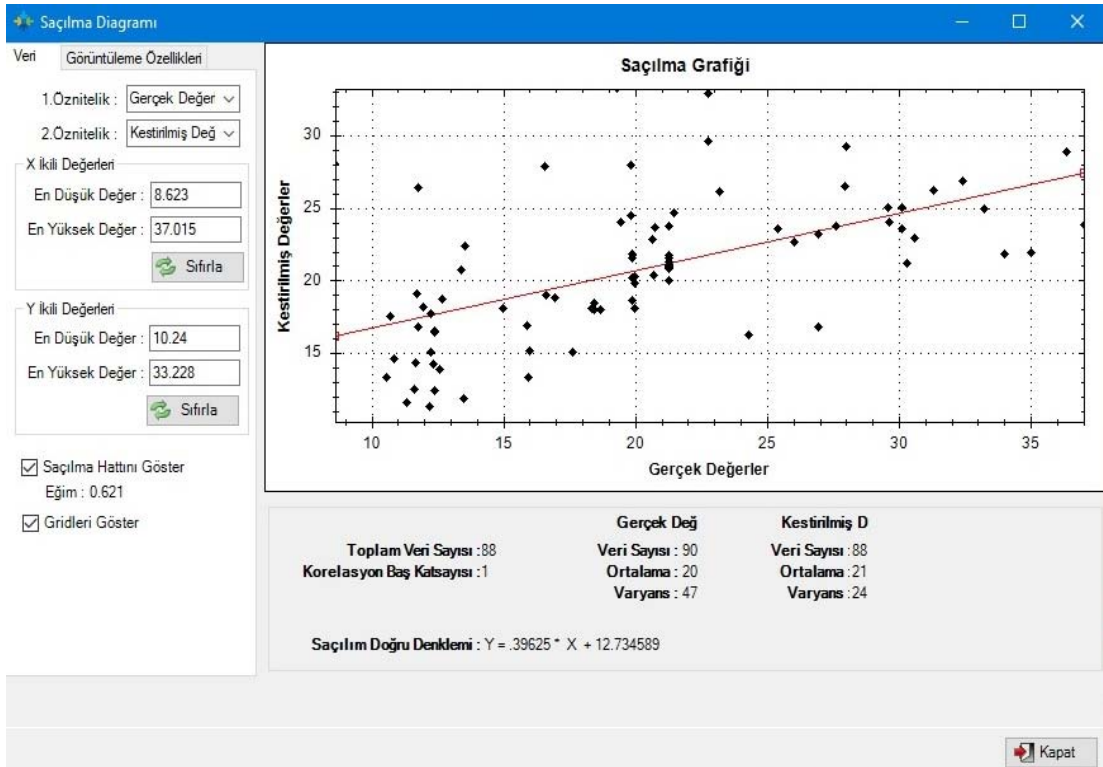 Saçılma Diagramı
Veri
Görüntüleme Özellikleri
1.Öznitelik : Gerçek Değer
2.Öznitelik : Kestirilmiş Değ
X İkili Değerleri
En Düşük Değer : 8.623
En Yüksek Değer : 37.015
Sıfırla
Y İkili Değerleri
En Düşük Değer : 10.24
En Yüksek Değer : 33.228
Sıfırla
Saçılma Hattını Göster
Eğim : 0.621
Gridleri Göster
Saçılma Grafiği
Kestirilmiş Değerler
30
25
20
15
10 15 20 25 30 35
Gerçek Değerler
Gerçek Değ Kestirilmiş D
Toplam Veri Sayısı :88 Veri Sayısı : 90 Veri Sayısı :88
Korelasyon Baş Katsayısı :1 Ortalama : 20 Ortalama :21
Varyans : 47 Varyans :24
Saçılım Doğru Denklemi : Y = .39625 * X + 12.734589
Kapat